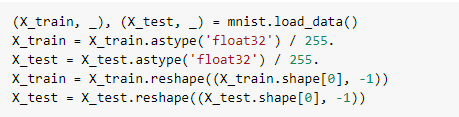 (X_train, _), (X_test, _) = mnist.load_data()
X_train = X_train.astype('float32') / 255.
X_test = X_test.astype('float32') / 255.
X_train = X_train.reshape((X_train.shape[0], -1))
X_test = X_test.reshape((X_test.shape[0], -1))